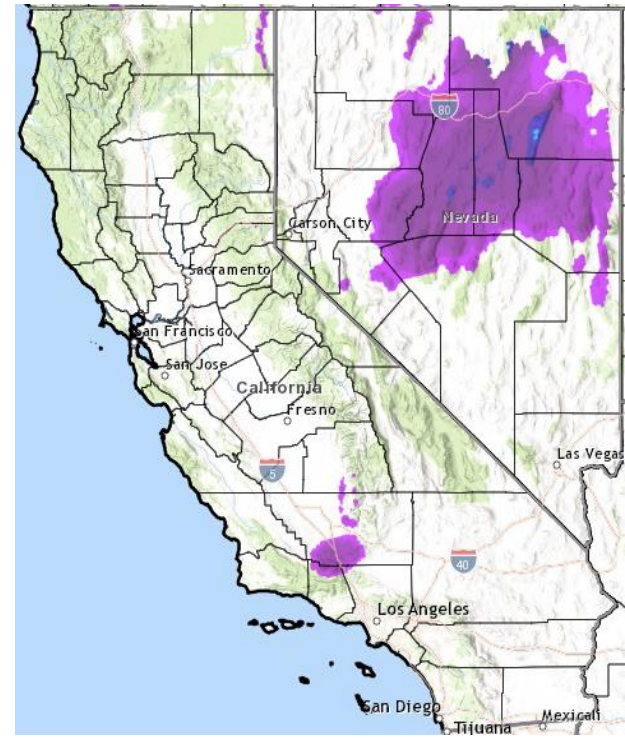 80
Nevada
Carson City
Sacramento
San Francisco
San Jose
California
Fresno
Las Vegas
5
40
Los Angeles
San Diego
Tijuana
Mexicali